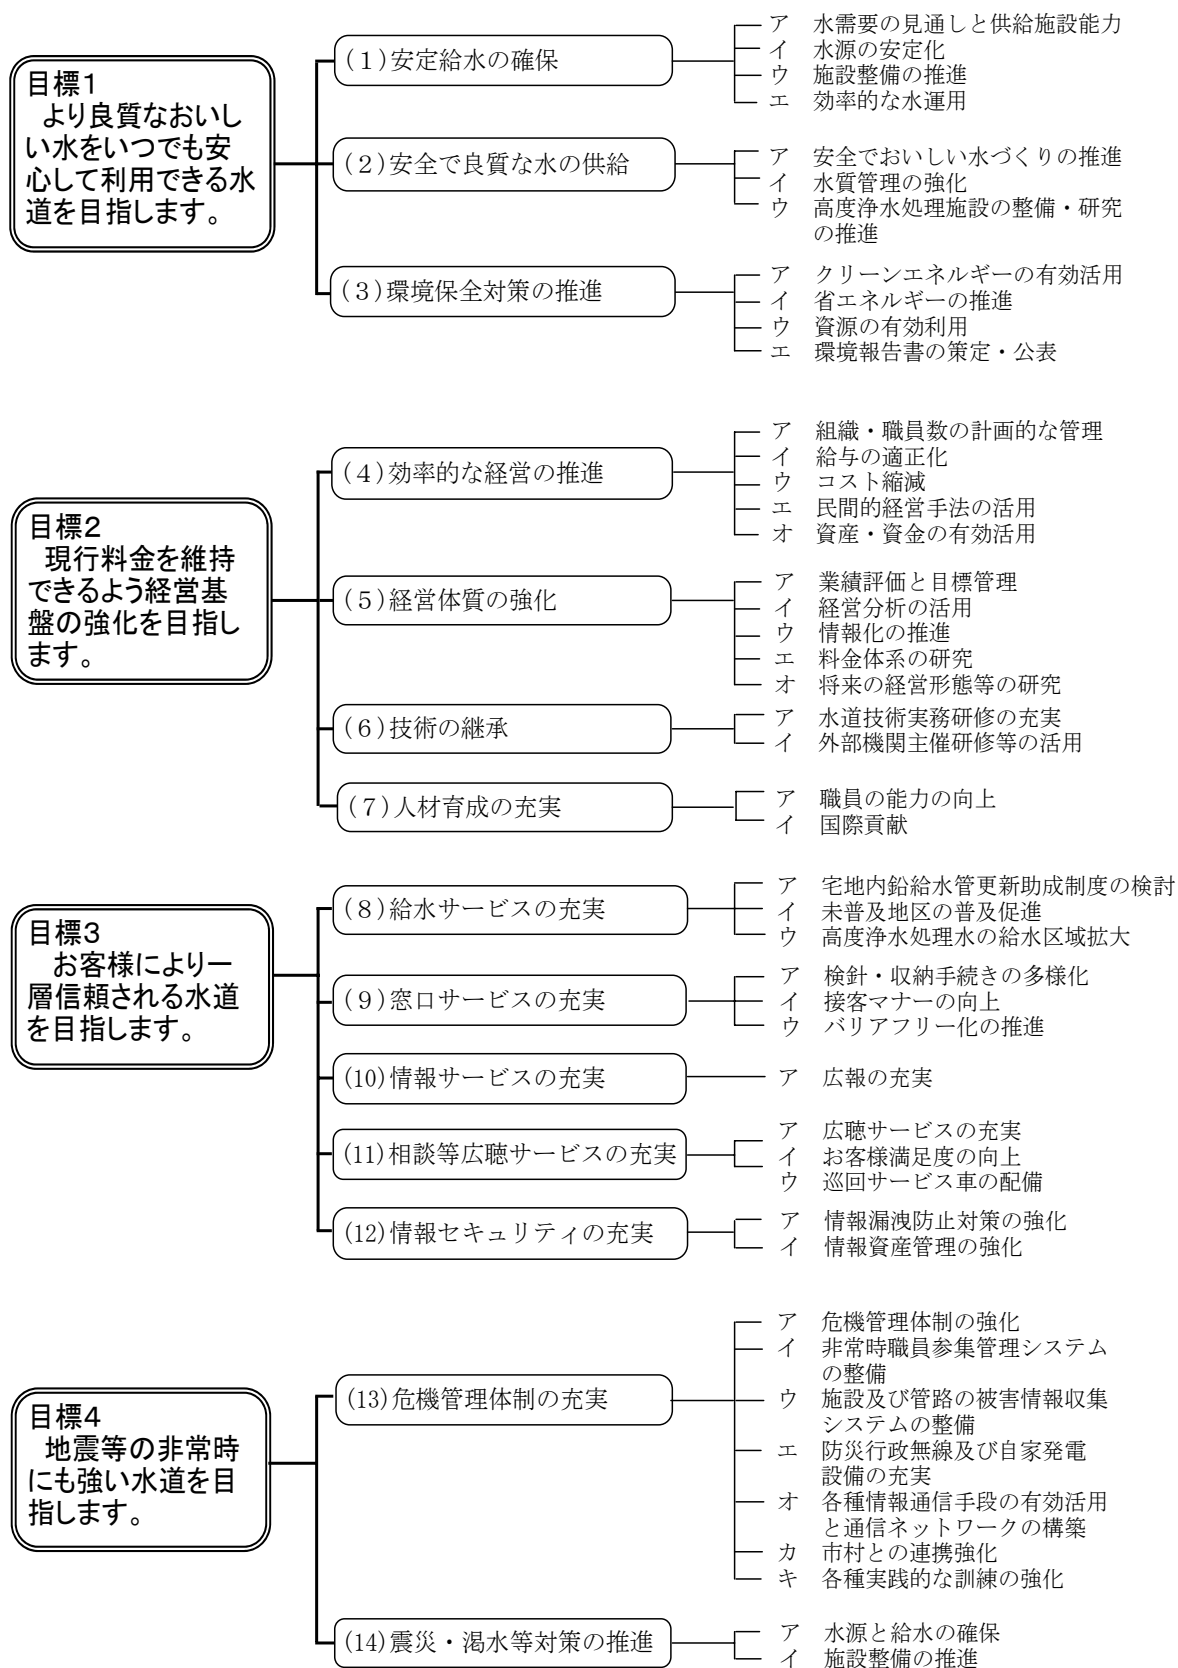 目標1
より良質なおいし
い水をいつでも安
心して利用できる水
道を目指します。
(１)安定給水の確保
ア 水需要の見通しと供給施設能力
イ 水源の安定化
ウ 施設整備の推進
エ 効率的な水運用
(２)安全で良質な水の供給
ア 安全でおいしい水づくりの推進
イ 水質管理の強化
ウ 高度浄水処理施設の整備・研究
の推進
(３)環境保全対策の推進
ア クリーンエネルギーの有効活用
イ 省エネルギーの推進
ウ 資源の有効利用
エ 環境報告書の策定・公表
目標2
現行料金を維持
できるよう経営基
盤の強化を目指し
ます。
(４)効率的な経営の推進
ア 組織・職員数の計画的な管理
イ 給与の適正化
ウ コスト縮減
エ 民間的経営手法の活用
オ 資産・資金の有効活用
(５)経営体質の強化
ア 業績評価と目標管理
イ 経営分析の活用
ウ 情報化の推進
エ 料金体系の研究
オ 将来の経営形態等の研究
(６)技術の継承
ア 水道技術実務研修の充実
イ 外部機関主催研修等の活用
(７)人材育成の充実
ア 職員の能力の向上
イ 国際貢献
目標3
お客様により一
層信頼される水道
を目指します。
(８)給水サービスの充実
ア 宅地内鉛給水管更新助成制度の検討
イ 未普及地区の普及促進
ウ 高度浄水処理水の給水区域拡大
(９)窓口サービスの充実
ア 検針・収納手続きの多様化
イ 接客マナーの向上
ウ バリアフリー化の推進
(10)情報サービスの充実
ア 広報の充実
(11)相談等広聴サービスの充実
ア 広聴サービスの充実
イ お客様満足度の向上
ウ 巡回サービス車の配備
(12)情報セキュリティの充実
ア 情報漏洩防止対策の強化
イ 情報資産管理の強化
目標4
地震等の非常時
にも強い水道を目
指します。
(13)危機管理体制の充実
ア 危機管理体制の強化
イ 非常時職員参集管理システム
の整備
ウ 施設及び管路の被害情報収集
システムの整備
エ 防災行政無線及び自家発電
設備の充実
オ 各種情報通信手段の有効活用
と通信ネットワークの構築
カ 市村との連携強化
キ 各種実践的な訓練の強化
(14)震災・渇水等対策の推進
ア 水源と給水の確保
イ 施設整備の推進